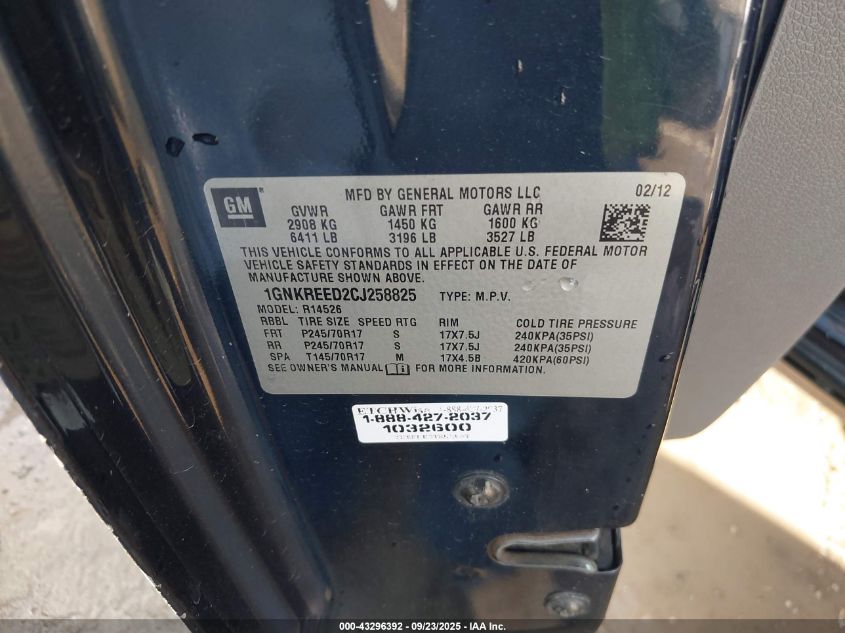 GM
MFD BY GENERAL MOTORS LLC 02/12
GVWR GAWR FRT GAWR RR
2908 KG 1450 KG 1600 KG
6411 LB 3196 LB 3527 LB
THIS VEHICLE CONFORMS TO ALL APPLICABLE U.S. FEDERAL MOTOR
VEHICLE SAFETY STANDARDS IN EFFECT ON THE DATE OF
MANUFACTURE SHOWN ABOVE.
1GNKREED2CJ258825 TYPE: M.P.V.
MODEL: R14526
RBBL TIRE SIZE SPEED RTG RIM COLD TIRE PRESSURE
FRT P245/70R17 S 17X7.5J 240KPA(35PSI)
RR P245/70R17 S 17X7.5J 240KPA(35PSI)
SPA T145/70R17 M 17X4.5B 420KPA(60PSI)
SEE OWNER'S MANUAL FOR MORE INFORMATION.
1-888-427-2037
1-888-427-2037
1032600
000-43296392 - 09/23/2025 - IAA Inc.